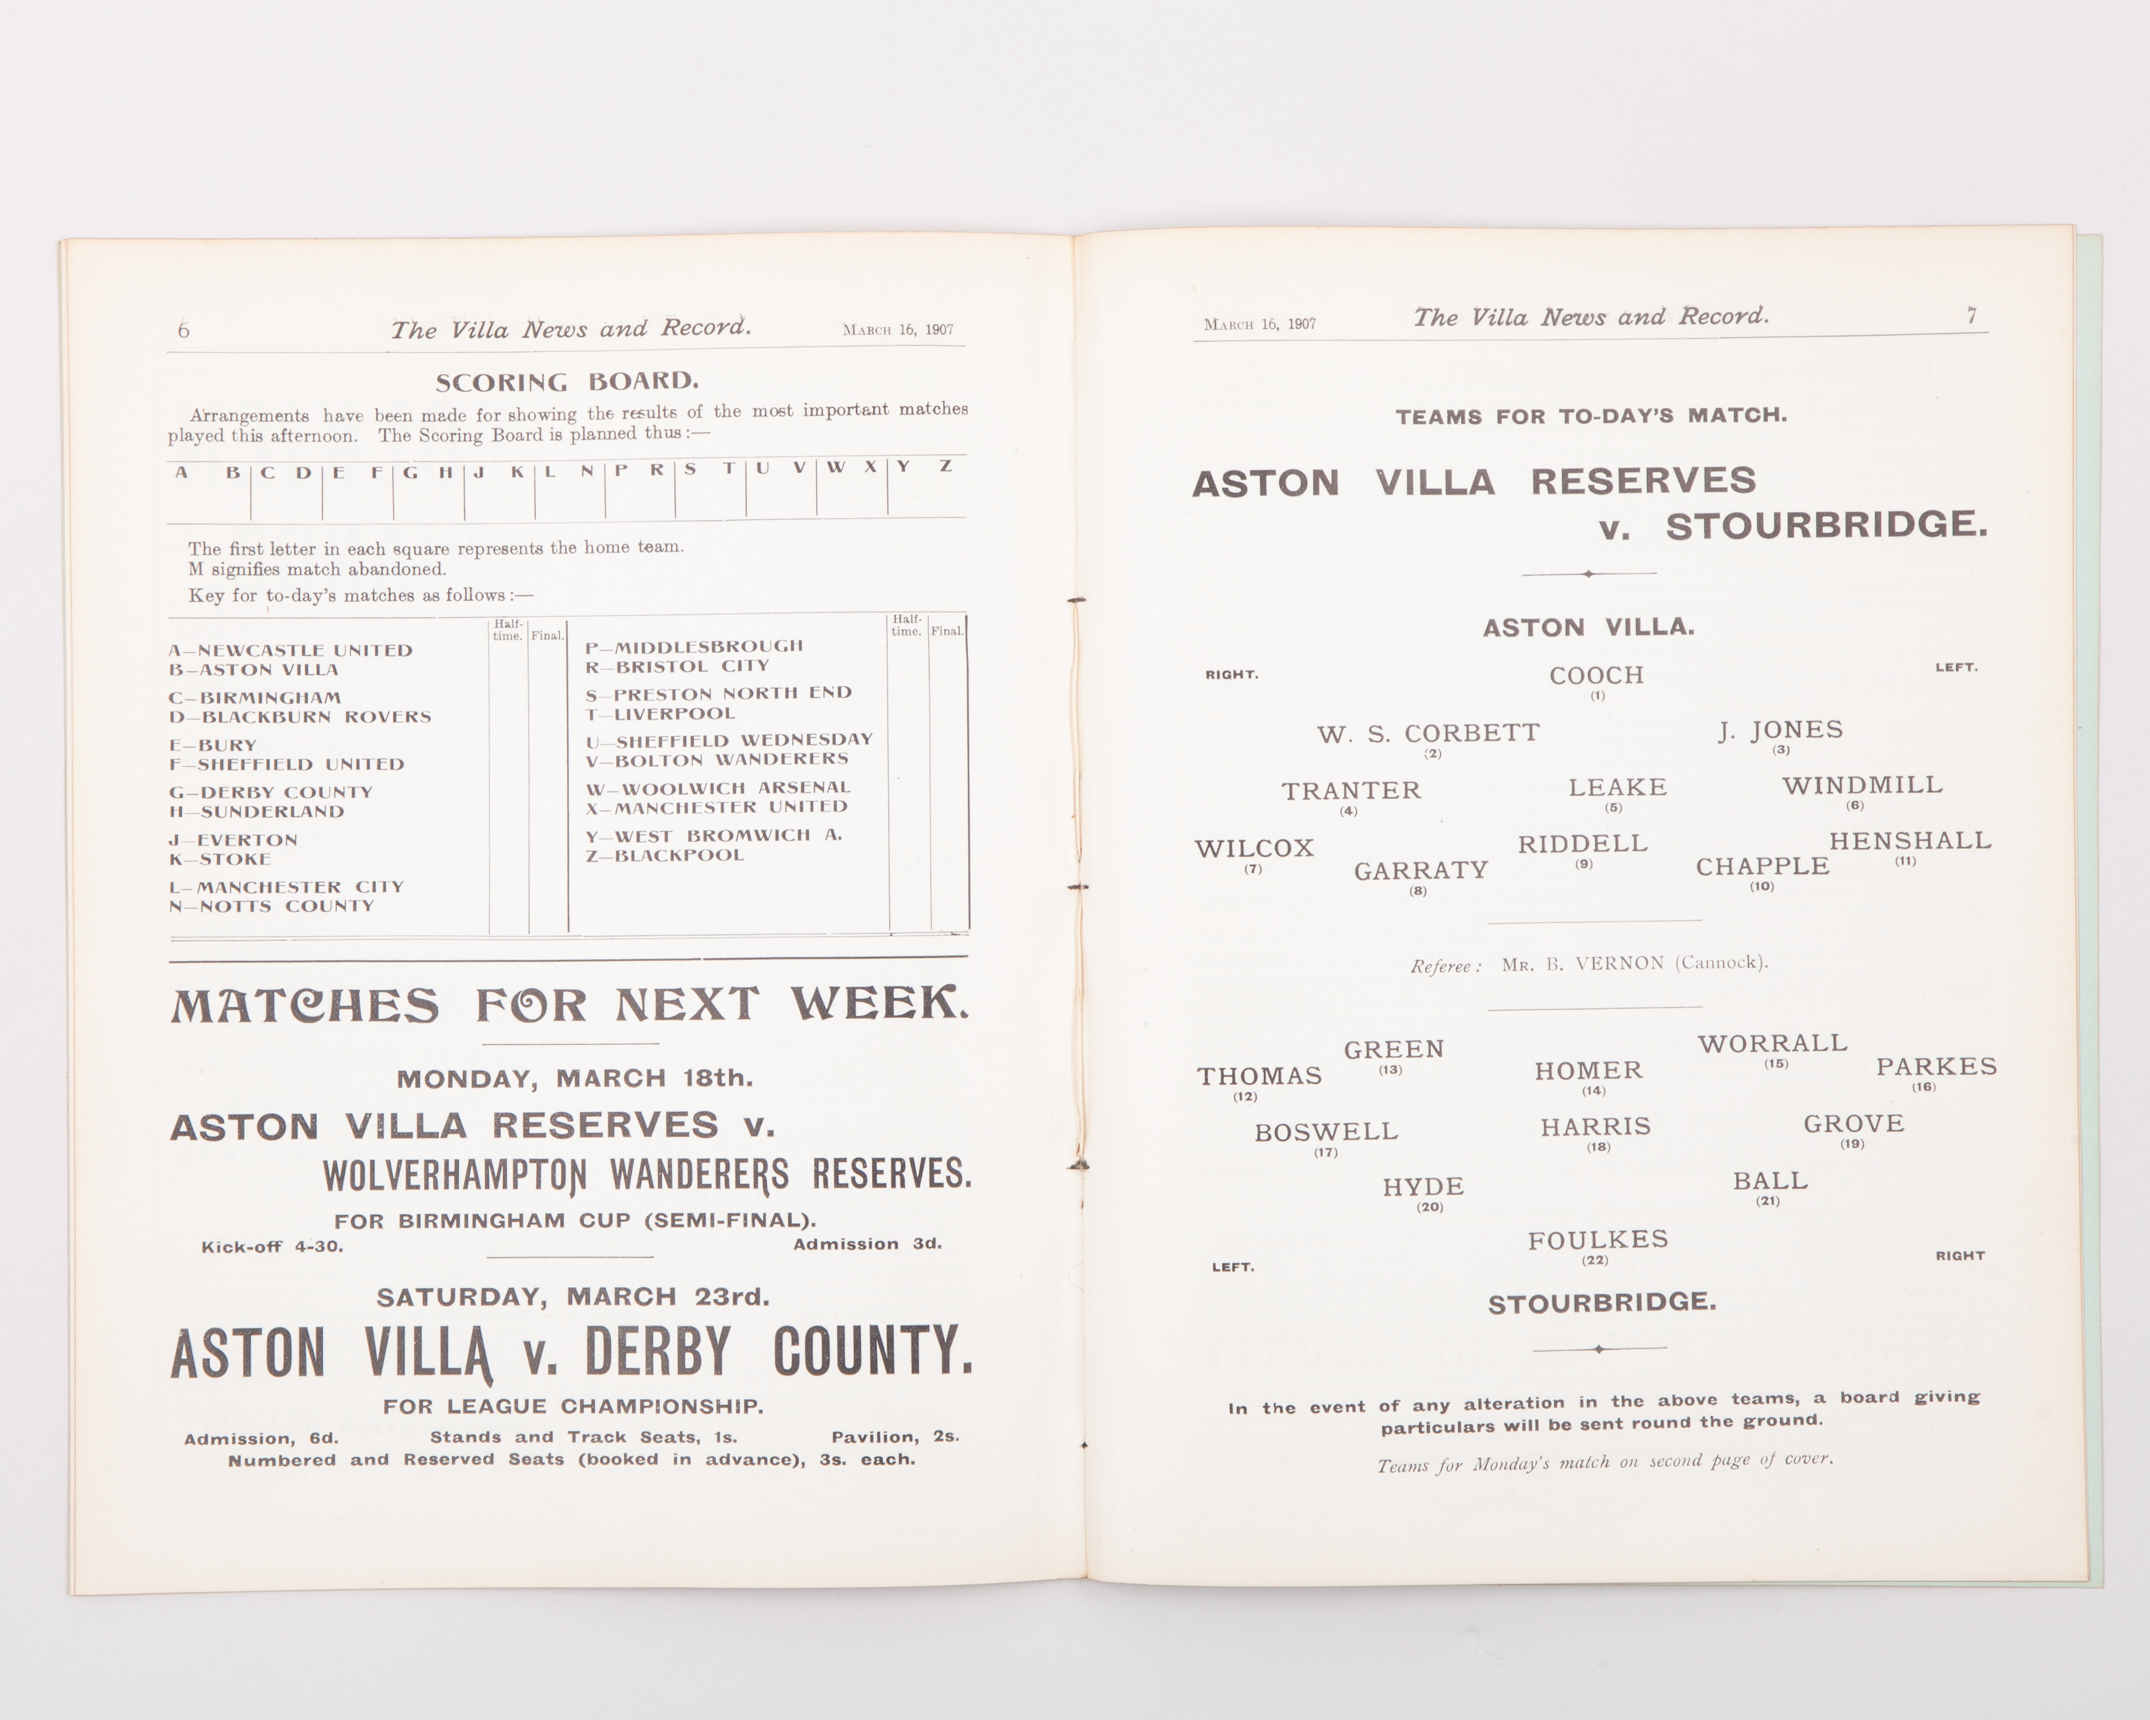 6 The Villa News and Record. March 16, 1907
SCORING BOARD.
Arrangements have been made for showing the results of the most important matches
played this afternoon. The Scoring Board is planned thus:—
A B C D E F G H J K L N P R S T U V W X Y Z
The first letter in each square represents the home team.
M signifies match abandoned.
Key for to-day's matches as follows:—
Half-time. Final.
A—NEWCASTLE UNITED
B—ASTON VILLA
C—BIRMINGHAM
D—BLACKBURN ROVERS
E—BURY
F—SHEFFIELD UNITED
G—DERBY COUNTY
H—SUNDERLAND
J—EVERTON
K—STOKE
L—MANCHESTER CITY
N—NOTTS COUNTY
Half-time. Final.
P—MIDDLESBROUGH
R—BRISTOL CITY
S—PRESTON NORTH END
T—LIVERPOOL
U—SHEFFIELD WEDNESDAY
V—BOLTON WANDERERS
W—WOOLWICH ARSENAL
X—MANCHESTER UNITED
Y—WEST BROMWICH A.
Z—BLACKPOOL
MATCHES FOR NEXT WEEK.
MONDAY, MARCH 18th.
ASTON VILLA RESERVES v.
WOLVERHAMPTON WANDERERS RESERVES.
FOR BIRMINGHAM CUP (SEMI-FINAL).
Kick-off 4-30. Admission 3d.
SATURDAY, MARCH 23rd.
ASTON VILLA v. DERBY COUNTY.
FOR LEAGUE CHAMPIONSHIP.
Admission, 6d. Stands and Track Seats, 1s. Pavilion, 2s.
Numbered and Reserved Seats (booked in advance), 3s. each.
March 16, 1907 The Villa News and Record. 7
TEAMS FOR TO-DAY'S MATCH.
ASTON VILLA RESERVES
v. STOURBRIDGE.
ASTON VILLA.
RIGHT. COOCH LEFT.
(1)
W. S. CORBETT J. JONES
(2) (3)
TRANTER LEAKE WINDMILL
(4) (5) (6)
WILCOX RIDDELL HENSHALL
(7) (9) (11)
GARRATY CHAPPLE
(8) (10)
Referee: Mr. B. VERNON (Cannock).
GREEN WORRALL
(13) (15)
THOMAS HOMER PARKES
(12) (14) (16)
BOSWELL HARRIS GROVE
(17) (18) (19)
HYDE BALL
(20) (21)
FOULKES
(22)
LEFT. RIGHT
STOURBRIDGE.
In the event of any alteration in the above teams, a board giving
particulars will be sent round the ground.
Teams for Monday's match on second page of cover.